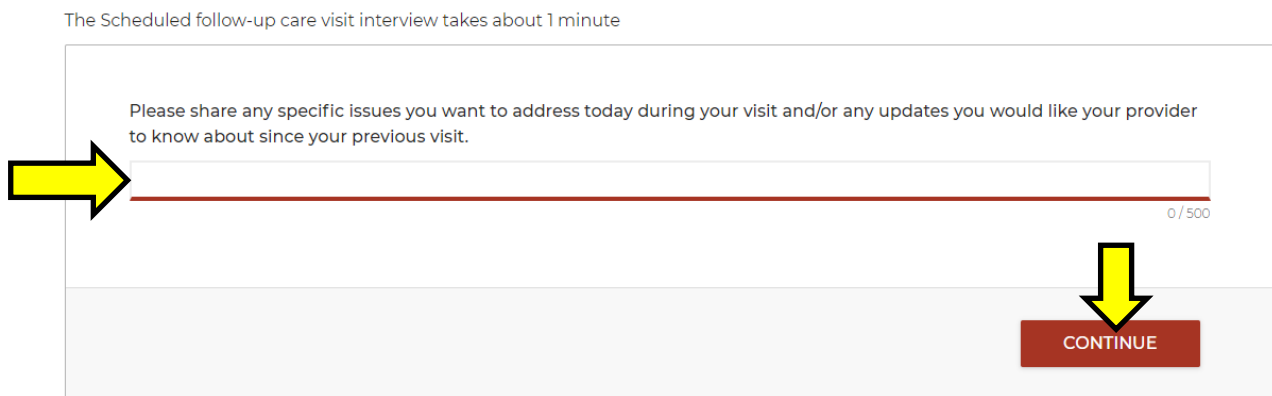 The Scheduled follow-up care visit interview takes about 1 minute
Please share any specific issues you want to address today during your visit and/or any updates you would like your provider
to know about since your previous visit.
0 / 500
CONTINUE